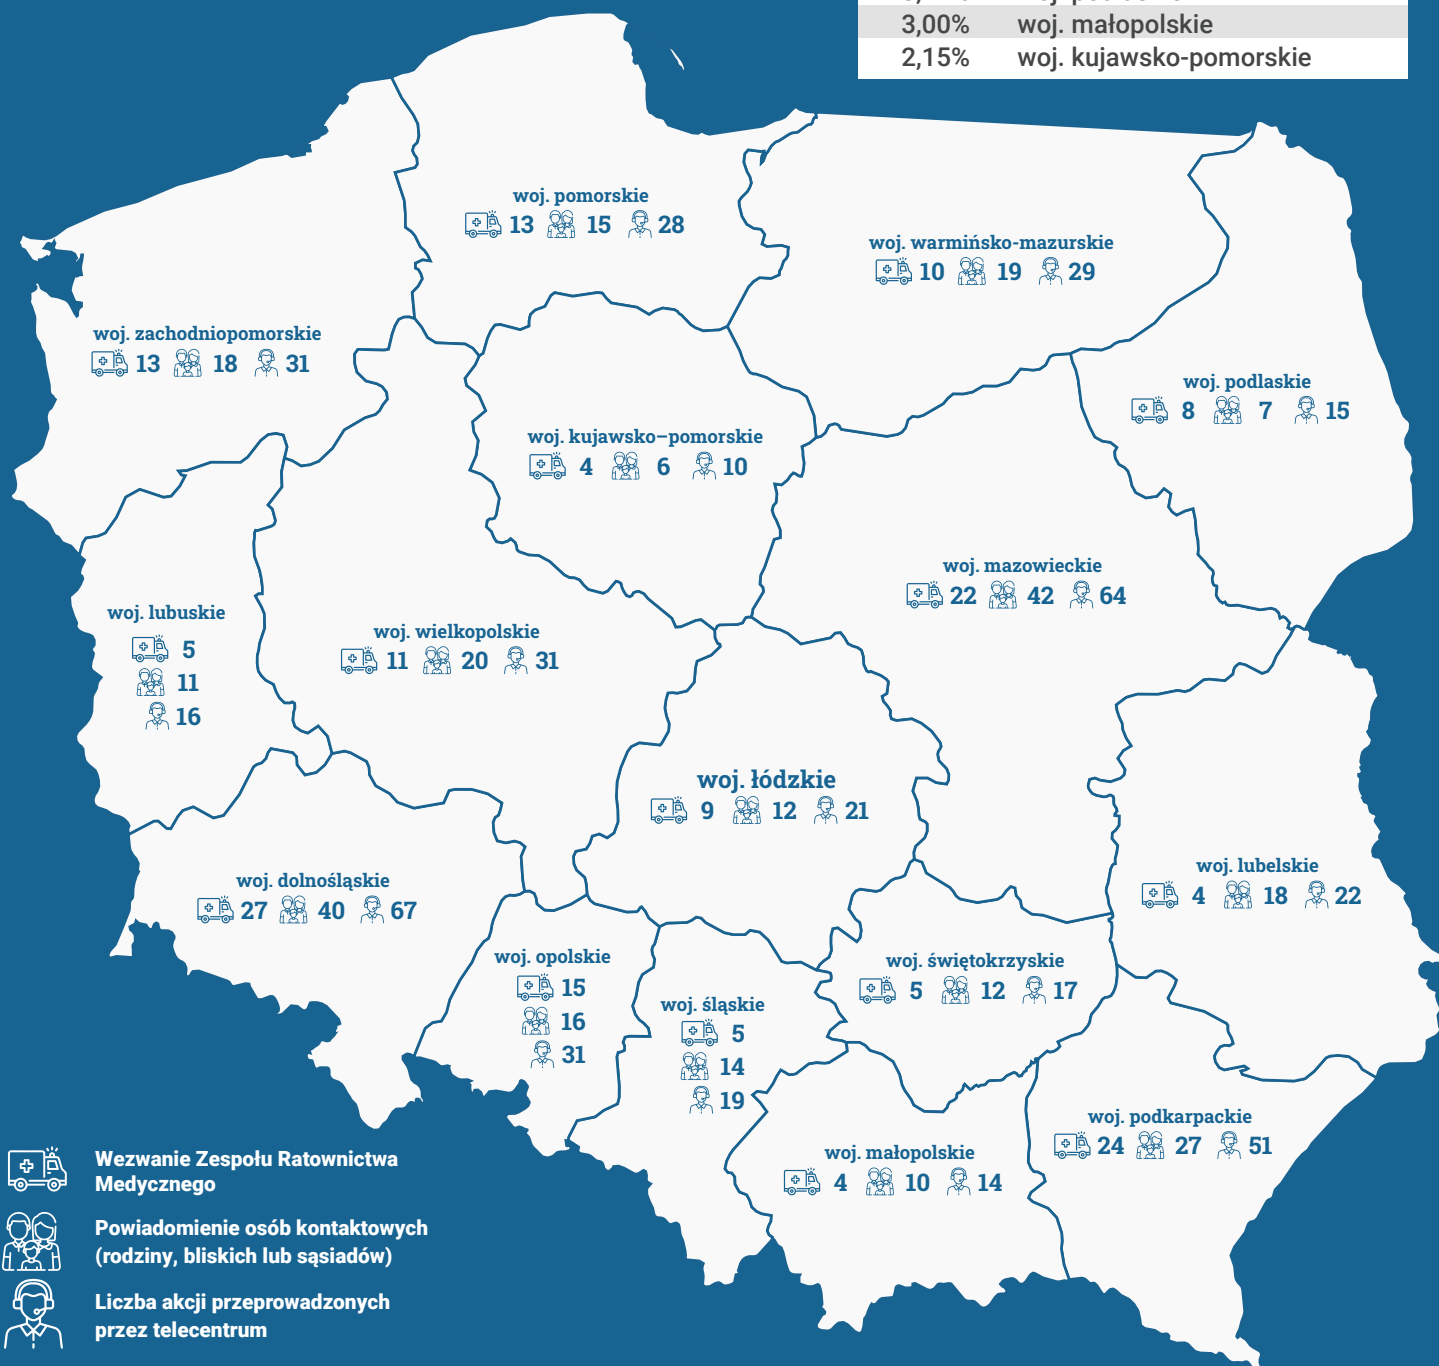 3,00% woj. małopolskie
2,15% woj. kujawsko-pomorskie
woj. pomorskie
13 15 28
woj. warmińsko-mazurskie
10 19 29
woj. zachodniopomorskie
13 18 31
woj. podlaskie
8 7 15
woj. kujawsko–pomorskie
4 6 10
woj. mazowieckie
22 42 64
woj. lubuskie
5
11
16
woj. wielkopolskie
11 20 31
woj. łódzkie
9 12 21
woj. dolnośląskie
27 40 67
woj. lubelskie
4 18 22
woj. opolskie
15
16
31
woj. śląskie
5
14
19
woj. świętokrzyskie
5 12 17
woj. podkarpackie
24 27 51
woj. małopolskie
4 10 14
Wezwanie Zespołu Ratownictwa
Medycznego
Powiadomienie osób kontaktowych
(rodziny, bliskich lub sąsiadów)
Liczba akcji przeprowadzonych
przez telecentrum